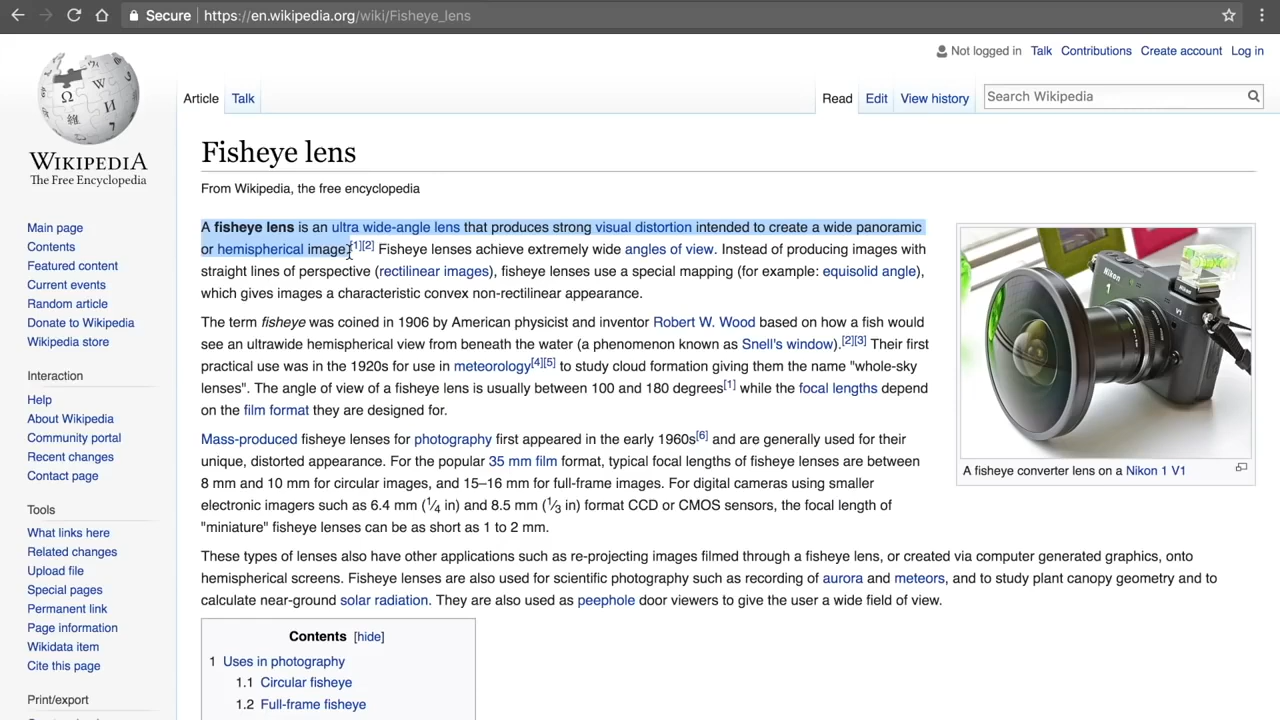 Secure https://en.wikipedia.org/wiki/Fisheye_lens
Not logged in Talk Contributions Create account Log in
Article Talk Read Edit View history Search Wikipedia
WIKIPEDIA
The Free Encyclopedia
Main page
Contents
Featured content
Current events
Random article
Donate to Wikipedia
Wikipedia store
Interaction
Help
About Wikipedia
Community portal
Recent changes
Contact page
Tools
What links here
Related changes
Upload file
Special pages
Permanent link
Page information
Wikidata item
Cite this page
Print/export
Fisheye lens
From Wikipedia, the free encyclopedia
A fisheye lens is an ultra wide-angle lens that produces strong visual distortion intended to create a wide panoramic
or hemispherical image.[1][2] Fisheye lenses achieve extremely wide angles of view. Instead of producing images with
straight lines of perspective (rectilinear images), fisheye lenses use a special mapping (for example: equisolid angle),
which gives images a characteristic convex non-rectilinear appearance.
The term fisheye was coined in 1906 by American physicist and inventor Robert W. Wood based on how a fish would
see an ultrawide hemispherical view from beneath the water (a phenomenon known as Snell's window).[2][3] Their first
practical use was in the 1920s for use in meteorology[4][5] to study cloud formation giving them the name "whole-sky
lenses". The angle of view of a fisheye lens is usually between 100 and 180 degrees[1] while the focal lengths depend
on the film format they are designed for.
Mass-produced fisheye lenses for photography first appeared in the early 1960s[6] and are generally used for their
unique, distorted appearance. For the popular 35 mm film format, typical focal lengths of fisheye lenses are between
8 mm and 10 mm for circular images, and 15–16 mm for full-frame images. For digital cameras using smaller
electronic imagers such as 6.4 mm (1⁄4 in) and 8.5 mm (1⁄3 in) format CCD or CMOS sensors, the focal length of
"miniature" fisheye lenses can be as short as 1 to 2 mm.
These types of lenses also have other applications such as re-projecting images filmed through a fisheye lens, or created via computer generated graphics, onto
hemispherical screens. Fisheye lenses are also used for scientific photography such as recording of aurora and meteors, and to study plant canopy geometry and to
calculate near-ground solar radiation. They are also used as peephole door viewers to give the user a wide field of view.
Nikon
1
Nikon
V1
A fisheye converter lens on a Nikon 1 V1
Contents [hide]
1 Uses in photography
1.1 Circular fisheye
1.2 Full-frame fisheye